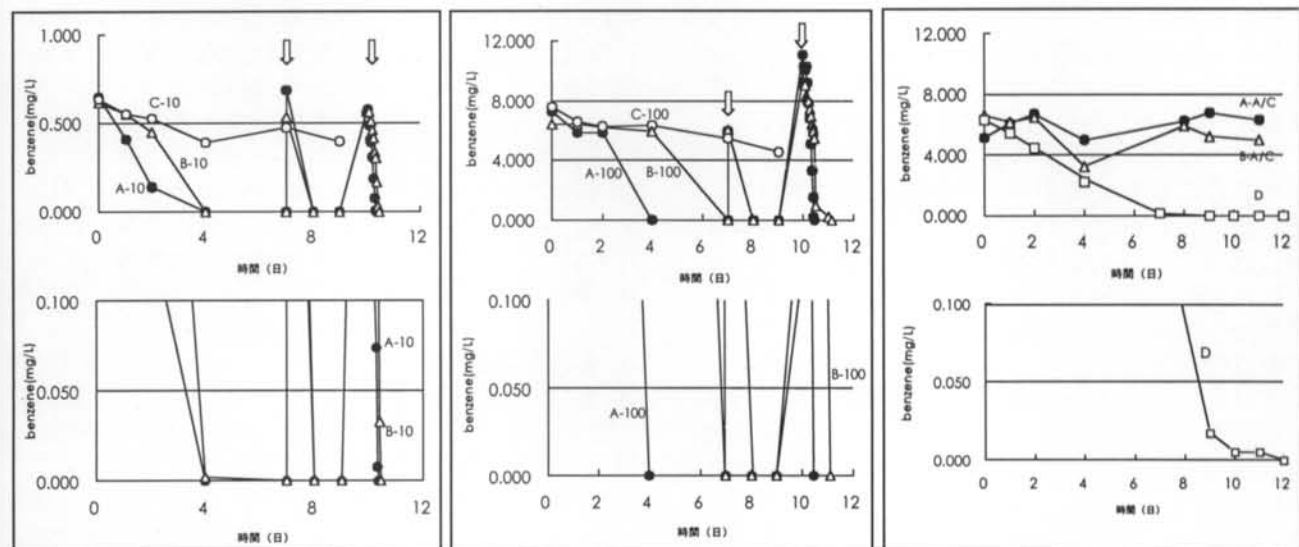 1.000
0.500
0.000
benzene(mg/L)
C-10
B-10
A-10
0
4
8
12
時間（日）
0.100
0.050
0.000
benzene(mg/L)
A-10
B-10
0
4
6
8
10
12
時間（日）
12.000
8.000
4.000
0.000
benzene(mg/L)
C-100
A-100
B-100
0
2
4
6
8
10
12
時間（日）
0.100
0.050
0.000
benzene(mg/L)
A-100
B-100
0
2
4
6
8
10
12
時間（日）
12.000
8.000
4.000
0.000
benzene(mg/L)
A-A/C
B-A/C
D
0
2
4
6
8
10
12
時間（日）
0.100
0.050
0.000
benzene(mg/L)
D
0
2
4
6
8
10
12
時間（日）